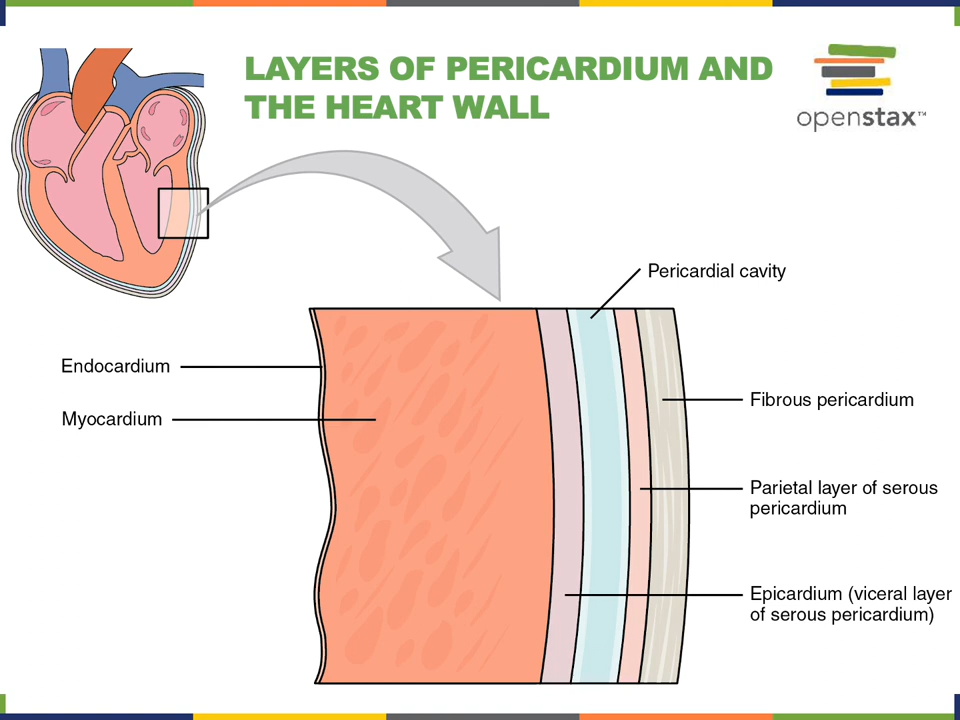 LAYERS OF PERICARDIUM AND
THE HEART WALL
openstax™
Pericardial cavity
Endocardium
Myocardium
Fibrous pericardium
Parietal layer of serous
pericardium
Epicardium (viceral layer
of serous pericardium)